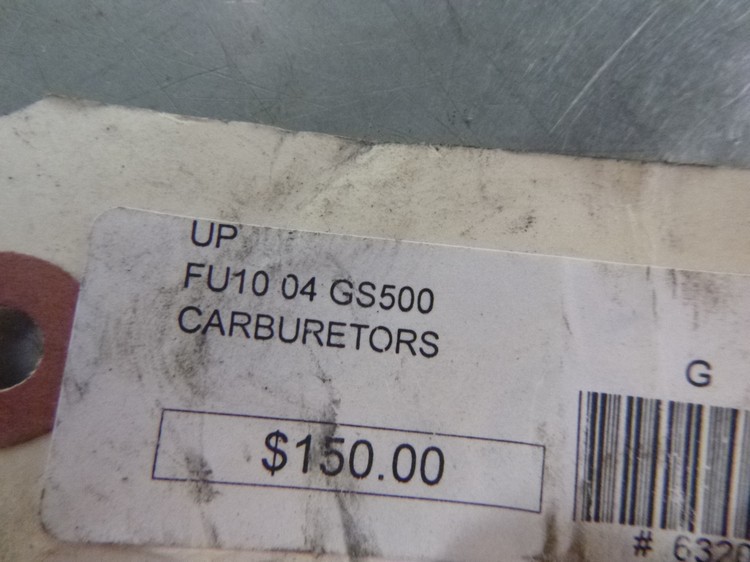 UP
FU10 04 GS500
CARBURETORS
G
$150.00
#